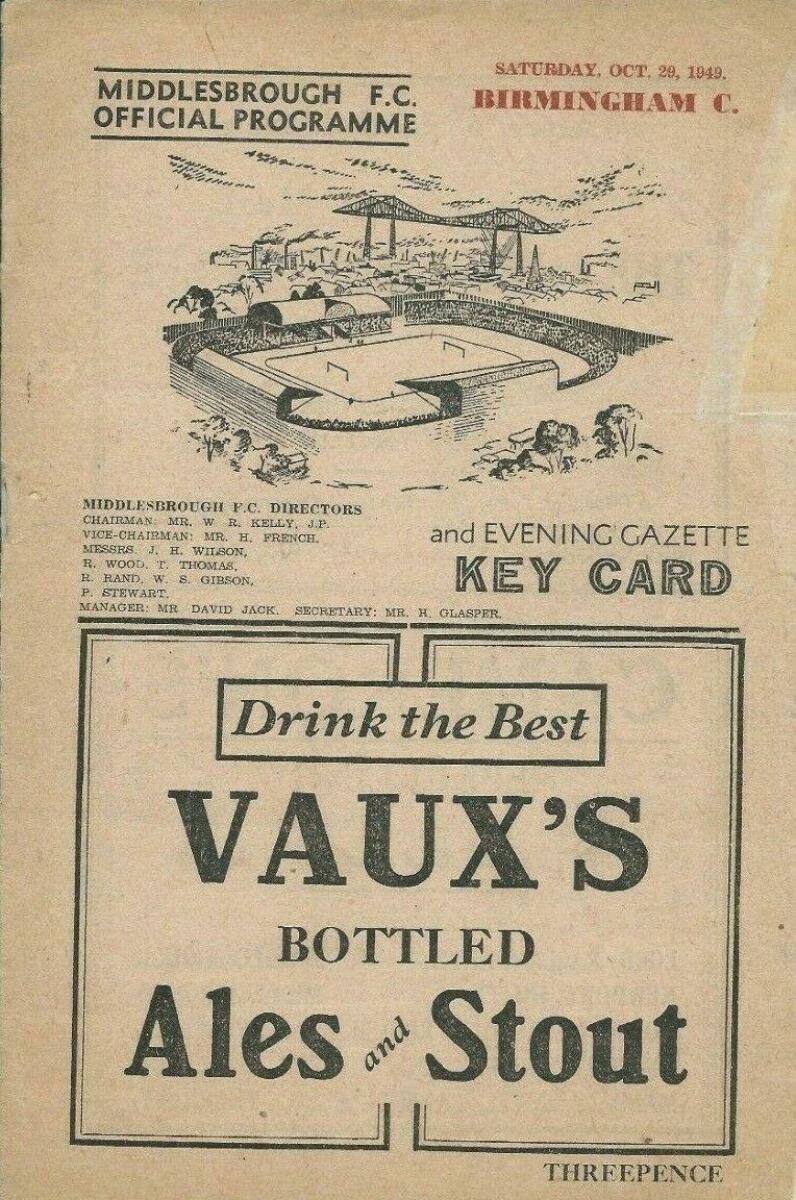 MIDDLESBROUGH F.C.
OFFICIAL PROGRAMME
SATURDAY, OCT. 29, 1949.
BIRMINGHAM C.
MIDDLESBROUGH F.C. DIRECTORS
CHAIRMAN: MR. W. R. KELLY, J.P.
VICE-CHAIRMAN: MR. H. FRENCH.
MESSRS. J. H. WILSON,
R. WOOD, T. THOMAS,
R. RAND, W. S. GIBSON,
P. STEWART.
MANAGER: MR DAVID JACK. SECRETARY: MR. H. GLASPER.
and EVENING GAZETTE
KEY CARD
Drink the Best
VAUX'S
BOTTLED
Ales and Stout
THREEPENCE